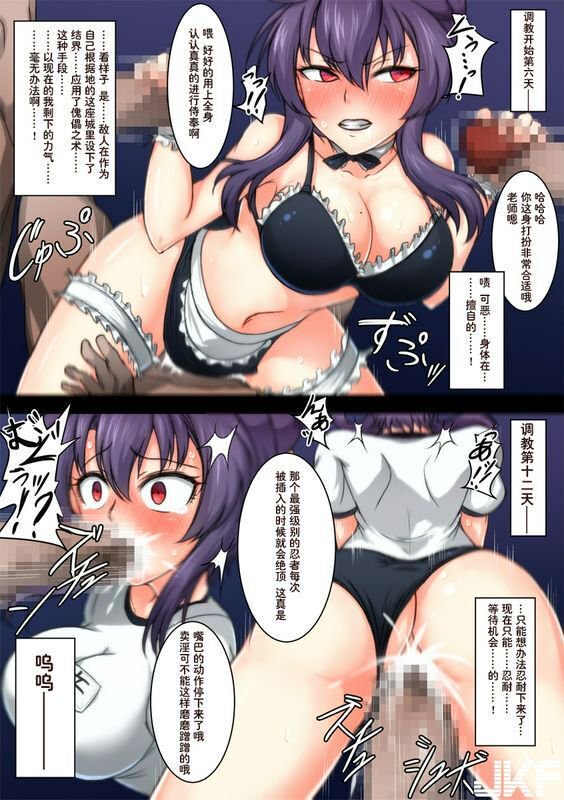 调教开始第六天——
哈哈哈
你这身打扮非常合适哦
老师嗯
喂 好好的用上全身
认认真真的进行侍奉啊
……看样子 是……敌人在作为
自己根据地的这座城里设下了
结界……应用了傀儡之术……
这种手段……
……以现在的我剩下的力气……
毫无办法啊……！
啧 可恶……身体在…
……擅自的……！
じゅぷぷ
ずぷぅっ
调教第十二天——
…只能想办法忍耐下来了…
现在只能……忍耐……
等待机会……的……！
那个最强级别的忍者每次
被插入的时候就会绝顶 这真是
嘴巴的动作停下来了哦
卖淫可不能这样磨磨蹭蹭的哦
呜呜——
JKF